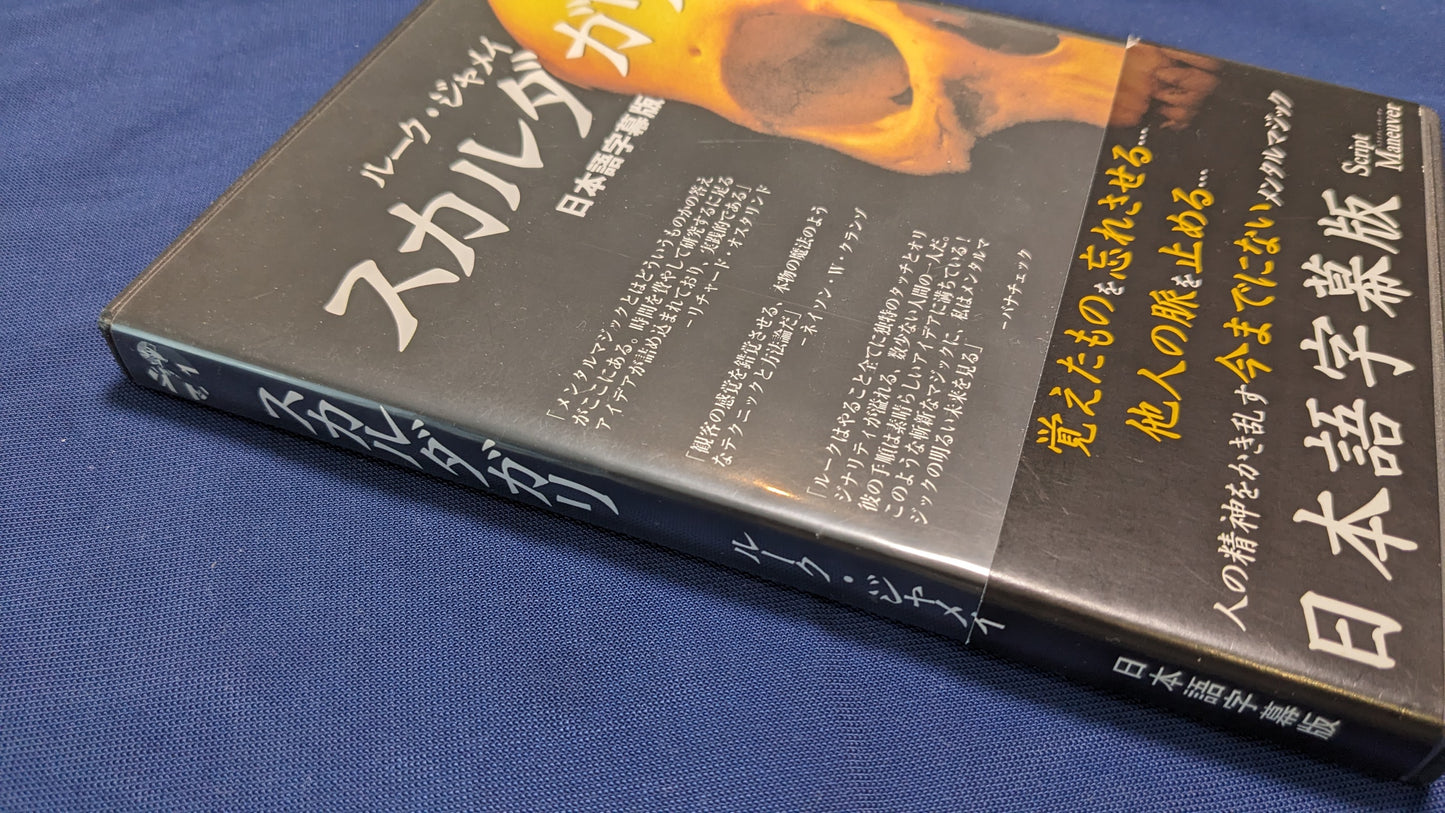 ルーク・ジャメイ
スカルダガ
日本語字幕版
「メンタルマジックとはどういうものかの答え
がここにある。時間を費やして研究するに足る
アイデアが詰め込まれており、実践的である」
－リチャード・オスタリンド
「観客の感覚を錯覚させる、 本物の魔法のよう
なテクニックと方法論だ」
－ネイソン・W・クランゾ
「ルークはやること全てに独特のタッチとオリ
ジナリティが溢れる、数少ない人間の一人だ。
彼の手順は素晴らしいアイデアに満ちている！
このような斬新なマジックに、私はメンタルマ
ジックの明るい未来を見る」
－バナチェック
覚えたものを忘れさせる…
他人の脈を止める…
人の精神をかき乱す今までにないメンタルマジック
日本語字幕版
Script
Maneuver
スカルダガリ
ルーク・ジャメイ
日本語字幕版